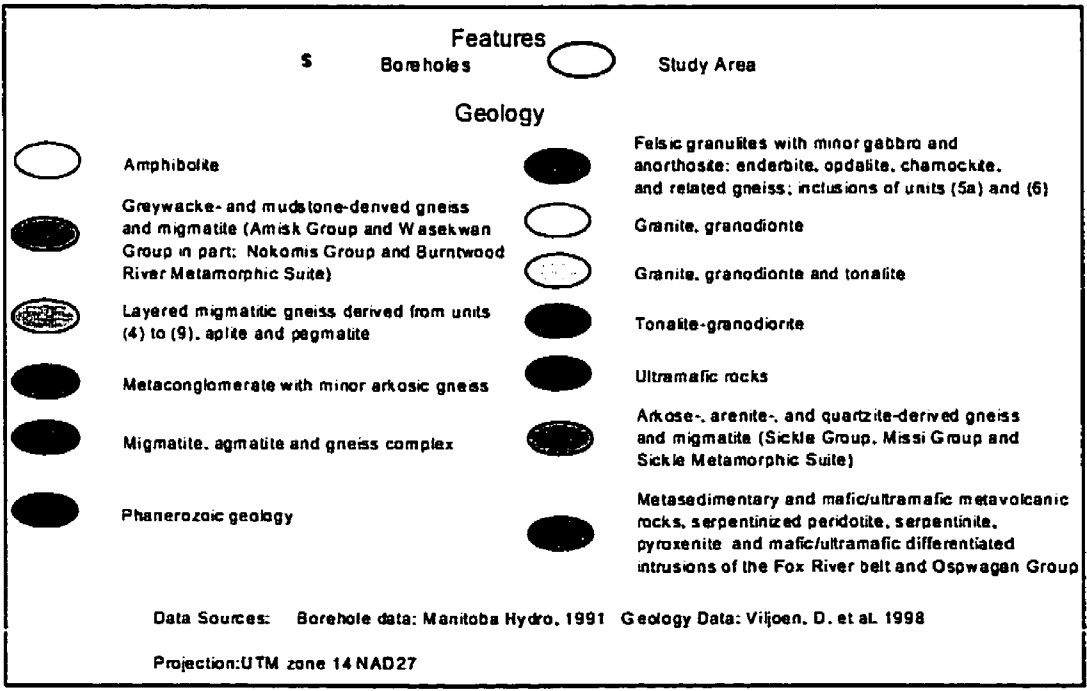 Features
$ Boreholes Study Area
Geology
Amphibolite
Greywacke- and mudstone-derived gneiss
and migmatite (Amisk Group and Wasekwan
Group in part: Nokomis Group and Burntwood
River Metamorphic Suite)
Layered migmatitic gneiss derived from units
(4) to (9), aplite and pegmatite
Metaconglomerate with minor arkosic gneiss
Migmatite, agmatite and gneiss complex
Phanerozoic geology
Felsic granulites with minor gabbro and
anorthosite: enderbite, opdalite, charnockite,
and related gneiss; inclusions of units (5a) and (6)
Granite, granodiorite
Granite, granodiorite and tonalite
Tonalite-granodiorite
Ultramafic rocks
Arkose-, arenite-, and quartzite-derived gneiss
and migmatite (Sickle Group, Missi Group and
Sickle Metamorphic Suite)
Metasedimentary and mafic/ultramafic metavolcanic
rocks, serpentinized peridotite, serpentinite,
pyroxenite and mafic/ultramafic differentiated
intrusions of the Fox River belt and Ospwagan Group
Data Sources: Borehole data: Manitoba Hydro, 1991 Geology Data: Viljoen, D. et al. 1998
Projection:UTM zone 14 NAD27